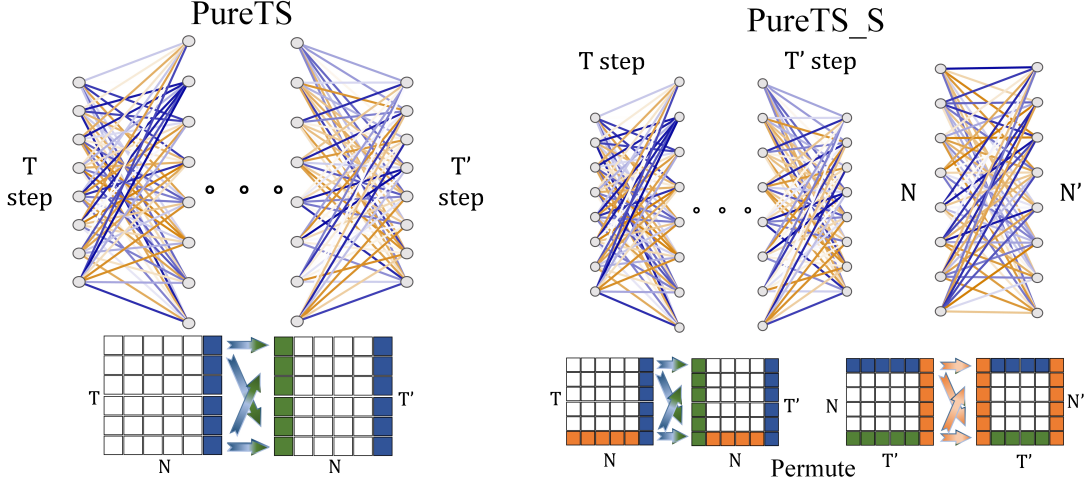 PureTS
T
step
T'
step
T
N
T'
N
PureTS_S
T step
T' step
N
N'
T
N
T'
N
Permute
N
T'
N'
T'